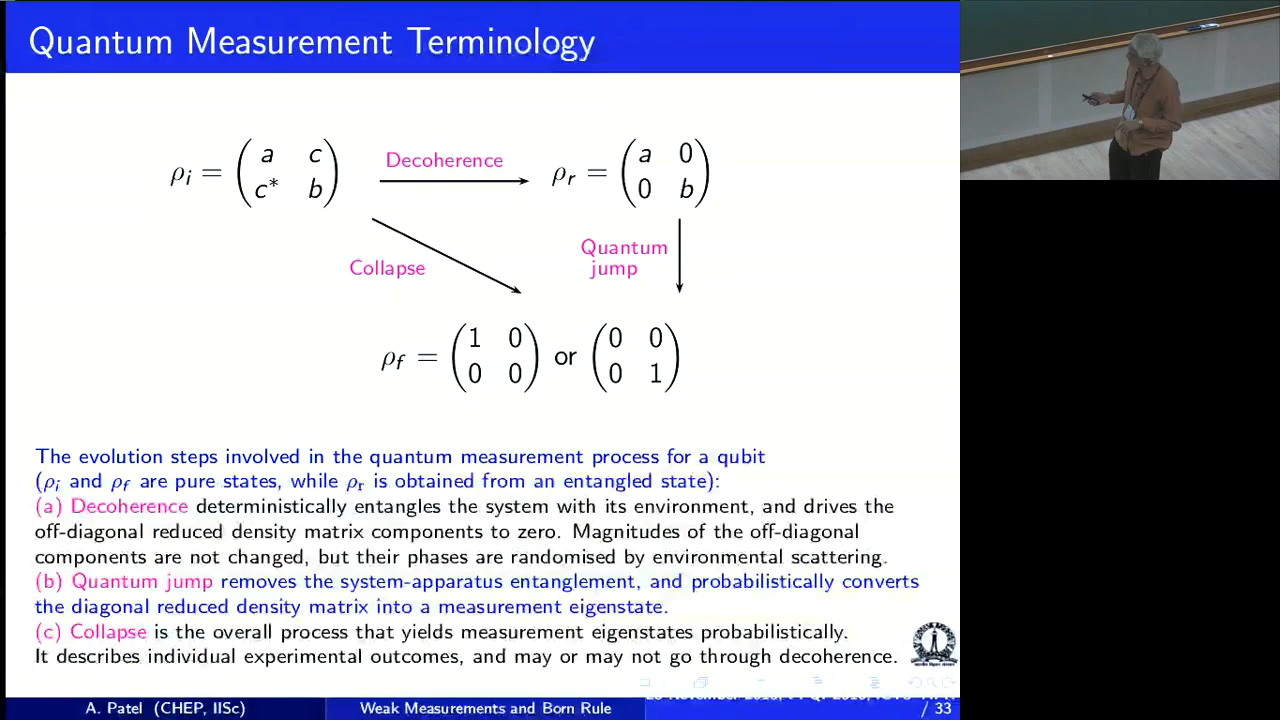 Quantum Measurement Terminology
ρi = (a c
c* b)
Decoherence
ρr = (a 0
0 b)
Collapse
Quantum
jump
ρf = (1 0
0 0) or (0 0
0 1)
The evolution steps involved in the quantum measurement process for a qubit
(ρi and ρf are pure states, while ρr is obtained from an entangled state):
(a) Decoherence deterministically entangles the system with its environment, and drives the
off-diagonal reduced density matrix components to zero. Magnitudes of the off-diagonal
components are not changed, but their phases are randomised by environmental scattering.
(b) Quantum jump removes the system-apparatus entanglement, and probabilistically converts
the diagonal reduced density matrix into a measurement eigenstate.
(c) Collapse is the overall process that yields measurement eigenstates probabilistically.
It describes individual experimental outcomes, and may or may not go through decoherence.
A. Patel (CHEP, IISc)
Weak Measurements and Born Rule
/ 33